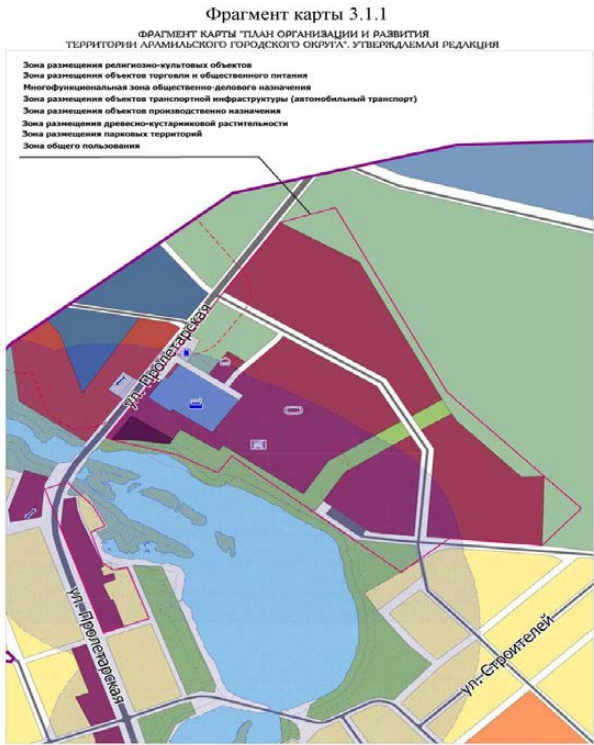 Фрагмент карты 3.1.1
ФРАГМЕНТ КАРТЫ "ПЛАН ОРГАНИЗАЦИИ И РАЗВИТИЯ
ТЕРРИТОРИИ АРАМИЛЬСКОГО ГОРОДСКОГО ОКРУГА". УТВЕРЖДАЕМАЯ РЕДАКЦИЯ
Зона размещения религиозно-культовых объектов
Зона размещения объектов торговли и общественного питания
Многофункциональная зона общественно-делового назначения
Зона размещения объектов транспортной инфраструктуры (автомобильный транспорт)
Зона размещения объектов производственно назначения
Зона размещения древесно-кустарниковой растительности
Зона размещения парковых территорий
Зона общего пользования
ул. Пролетарская
ул. Пролетарская
ул. Строителей